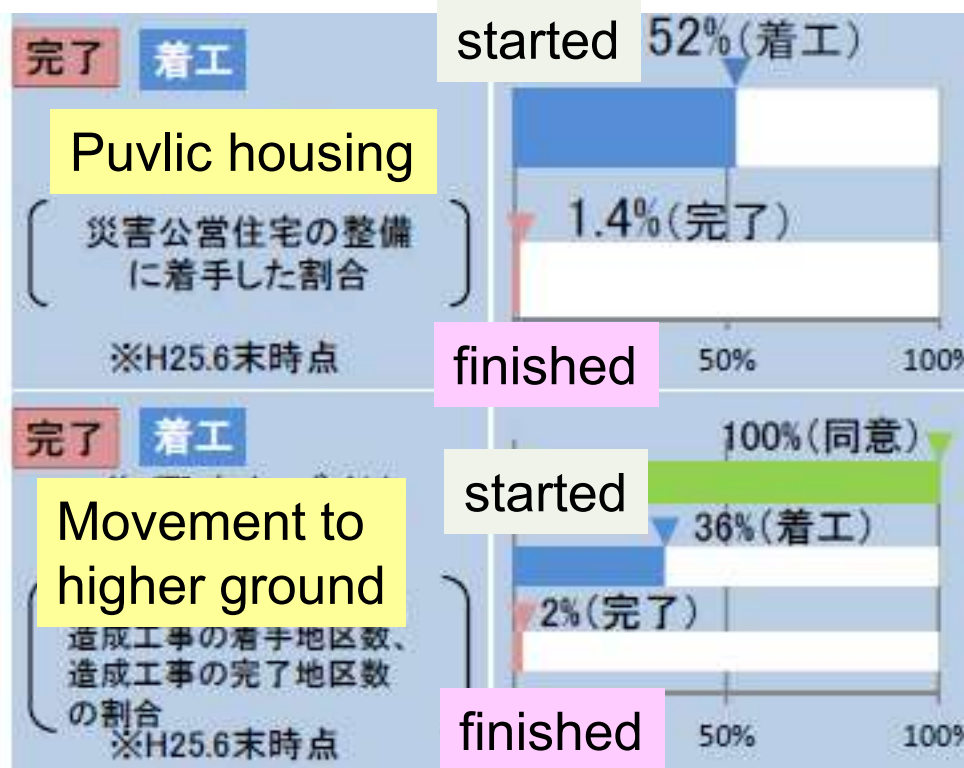 完了 着工
started 52%(着工)
Puvlic housing
1.4%(完了)
災害公営住宅の整備
に着手した割合
※H25.6末時点
finished 50% 100%
完了 着工
100%(同意)
started
Movement to
higher ground
36%(着工)
2%(完了)
造成工事の着手地区数、
造成工事の完了地区数
の割合
※H25.6末時点
finished 50% 100%